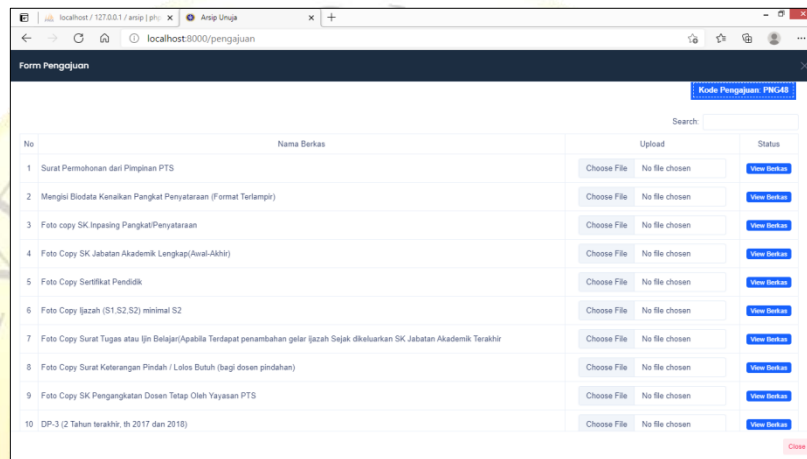 localhost / 127.0.0.1 / arsip | php
Arsip Unuja
localhost:8000/pengajuan
Form Pengajuan
Kode Pengajuan: PNG48
Search:
No Nama Berkas Upload Status
1 Surat Permohonan dari Pimpinan PTS Choose File No file chosen View Berkas
2 Mengisi Biodata Kenaikan Pangkat Penyataraan (Format Terlampir) Choose File No file chosen View Berkas
3 Foto copy SK Inpasing Pangkat/Penyataraan Choose File No file chosen View Berkas
4 Foto Copy SK Jabatan Akademik Lengkap(Awal-Akhir) Choose File No file chosen View Berkas
5 Foto Copy Sertifikat Pendidik Choose File No file chosen View Berkas
6 Foto Copy Ijazah (S1,S2,S2) minimal S2 Choose File No file chosen View Berkas
7 Foto Copy Surat Tugas atau Ijin Belajar(Apabila Terdapat penambahan gelar ijazah Sejak dikeluarkan SK Jabatan Akademik Terakhir Choose File No file chosen View Berkas
8 Foto Copy Surat Keterangan Pindah / Lolos Butuh (bagi dosen pindahan) Choose File No file chosen View Berkas
9 Foto Copy SK Pengangkatan Dosen Tetap Oleh Yayasan PTS Choose File No file chosen View Berkas
10 DP-3 (2 Tahun terakhir, th 2017 dan 2018) Choose File No file chosen View Berkas
Close